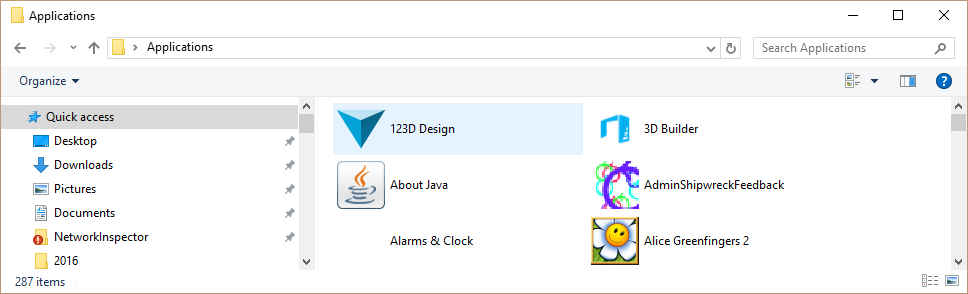 Applications
Applications
Search Applications
Organize
?
Quick access
Desktop
Downloads
Pictures
Documents
NetworkInspector
2016
123D Design
3D Builder
About Java
AdminShipwreckFeedback
Alarms & Clock
Alice Greenfingers 2
287 items